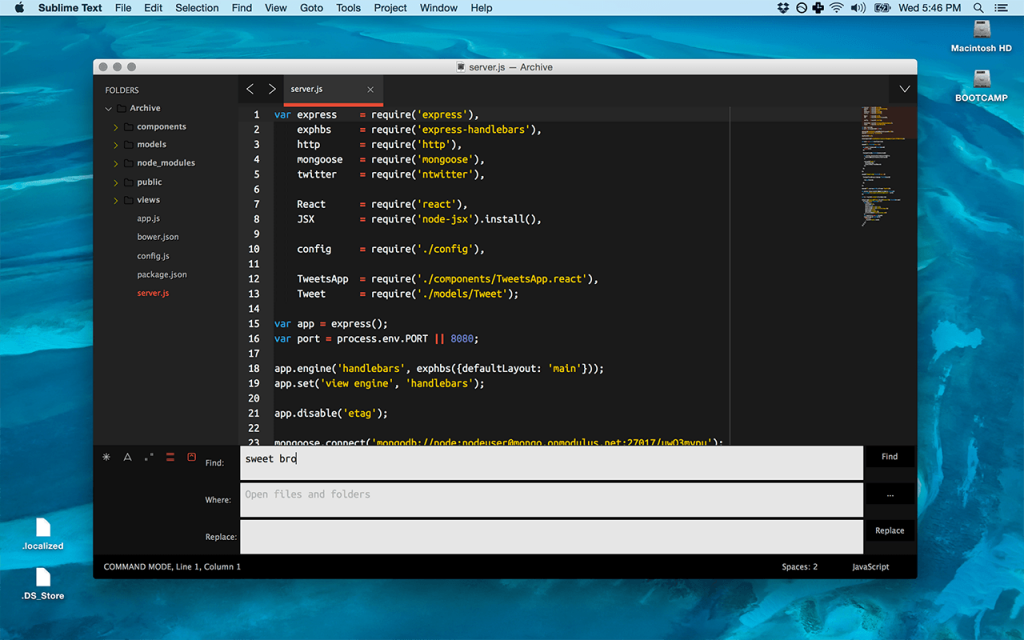 Sublime Text File Edit Selection Find View Goto Tools Project Window Help Wed 5:46 PM
Macintosh HD
BOOTCAMP
server.js — Archive
FOLDERS
Archive
components
models
node_modules
public
views
app.js
bower.json
config.js
package.json
server.js
server.js
1 var express = require('express'),
2 exphbs = require('express-handlebars'),
3 http = require('http'),
4 mongoose = require('mongoose'),
5 twitter = require('ntwitter'),
6
7 React = require('react'),
8 JSX = require('node-jsx').install(),
9
10 config = require('./config'),
11
12 TweetsApp = require('./components/TweetsApp.react'),
13 Tweet = require('./models/Tweet');
14
15 var app = express();
16 var port = process.env.PORT || 8080;
17
18 app.engine('handlebars', exphbs({defaultLayout: 'main'}));
19 app.set('view engine', 'handlebars');
20
21 app.disable('etag');
22
23 mongoose.connect('mongodb://node:nodeuser@mongo.onmodulus.net:27017/
Find: sweet bro Find
Where: Open files and folders ...
Replace: Replace
COMMAND MODE, Line 1, Column 1 Spaces: 2 JavaScript
.localized
.DS_Store